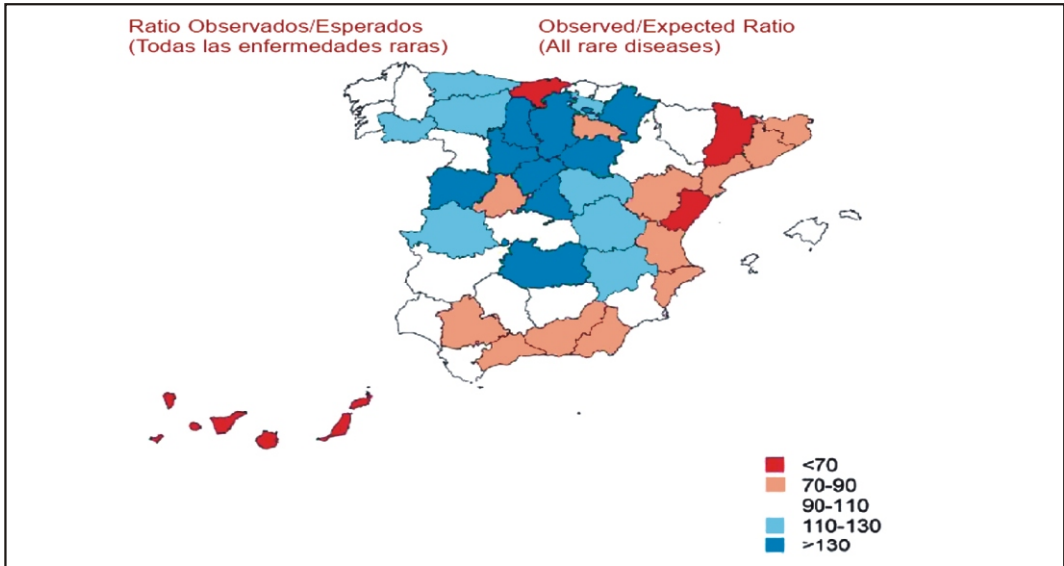 Ratio Observados/Esperados
(Todas las enfermedades raras)
Observed/Expected Ratio
(All rare diseases)
<70
70-90
90-110
110-130
>130